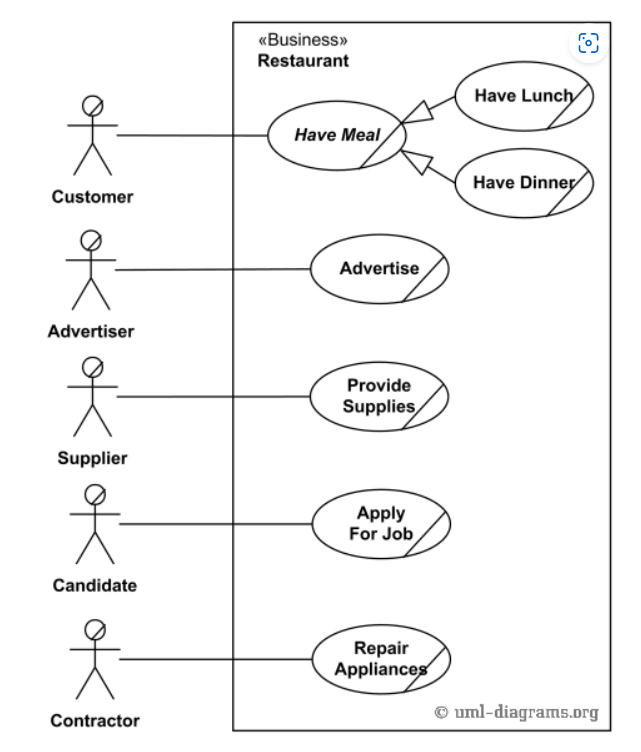 «Business»
Restaurant
Have Lunch
Have Meal
Customer
Have Dinner
Advertise
Advertiser
Provide
Supplies
Supplier
Apply
For Job
Candidate
Repair
Appliances
Contractor
© uml-diagrams.org